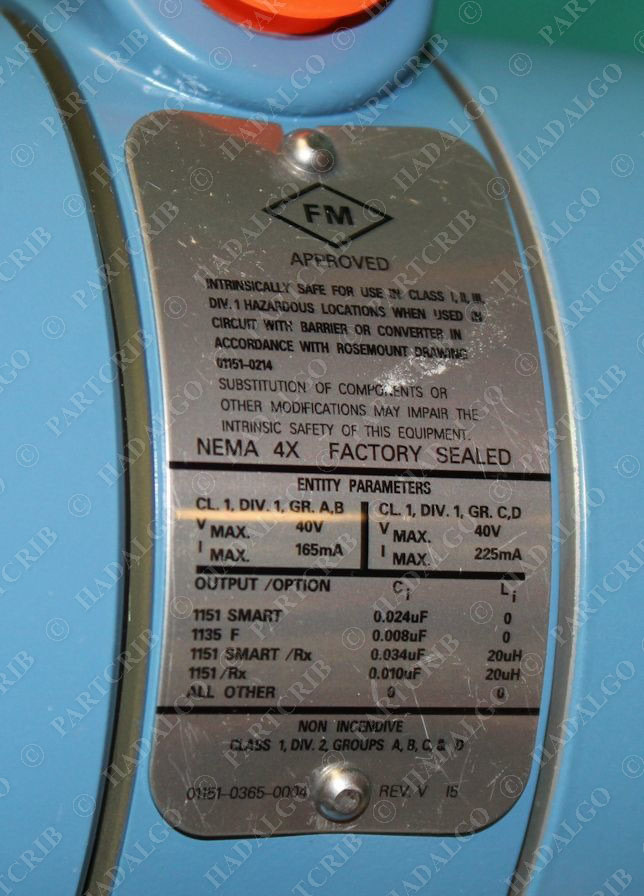 FM
APPROVED
INTRINSICALLY SAFE FOR USE IN CLASS I, II, III,
DIV. 1 HAZARDOUS LOCATIONS WHEN USED IN
CIRCUIT WITH BARRIER OR CONVERTER IN
ACCORDANCE WITH ROSEMOUNT DRAWING
01151-0214
SUBSTITUTION OF COMPONENTS OR
OTHER MODIFICATIONS MAY IMPAIR THE
INTRINSIC SAFETY OF THIS EQUIPMENT.
NEMA 4X FACTORY SEALED
ENTITY PARAMETERS
CL. 1, DIV. 1, GR. A,B CL. 1, DIV. 1, GR. C,D
V MAX. 40V V MAX. 40V
I MAX. 165mA I MAX. 225mA
OUTPUT /OPTION Ci Li
1151 SMART 0.024uF 0
1135 F 0.008uF 0
1151 SMART /Rx 0.034uF 20uH
1151 /Rx 0.010uF 20uH
ALL OTHER 0 0
NON INCENDIVE
CLASS 1, DIV. 2, GROUPS A, B, C, & D
01151-0365-0004 REV. V 15
© PARTCRIB
© HADALGO